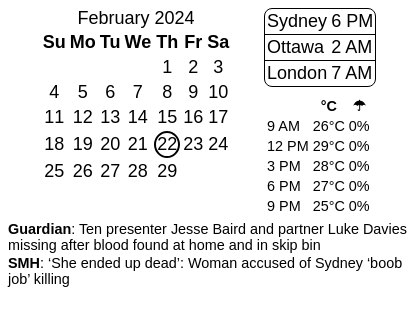 February 2024
Su Mo Tu We Th Fr Sa
1 2 3
4 5 6 7 8 9 10
11 12 13 14 15 16 17
18 19 20 21 22 23 24
25 26 27 28 29
Sydney 6 PM
Ottawa 2 AM
London 7 AM
°C ☂
9 AM 26°C 0%
12 PM 29°C 0%
3 PM 28°C 0%
6 PM 27°C 0%
9 PM 25°C 0%
Guardian: Ten presenter Jesse Baird and partner Luke Davies
missing after blood found at home and in skip bin
SMH: ‘She ended up dead’: Woman accused of Sydney ‘boob
job’ killing